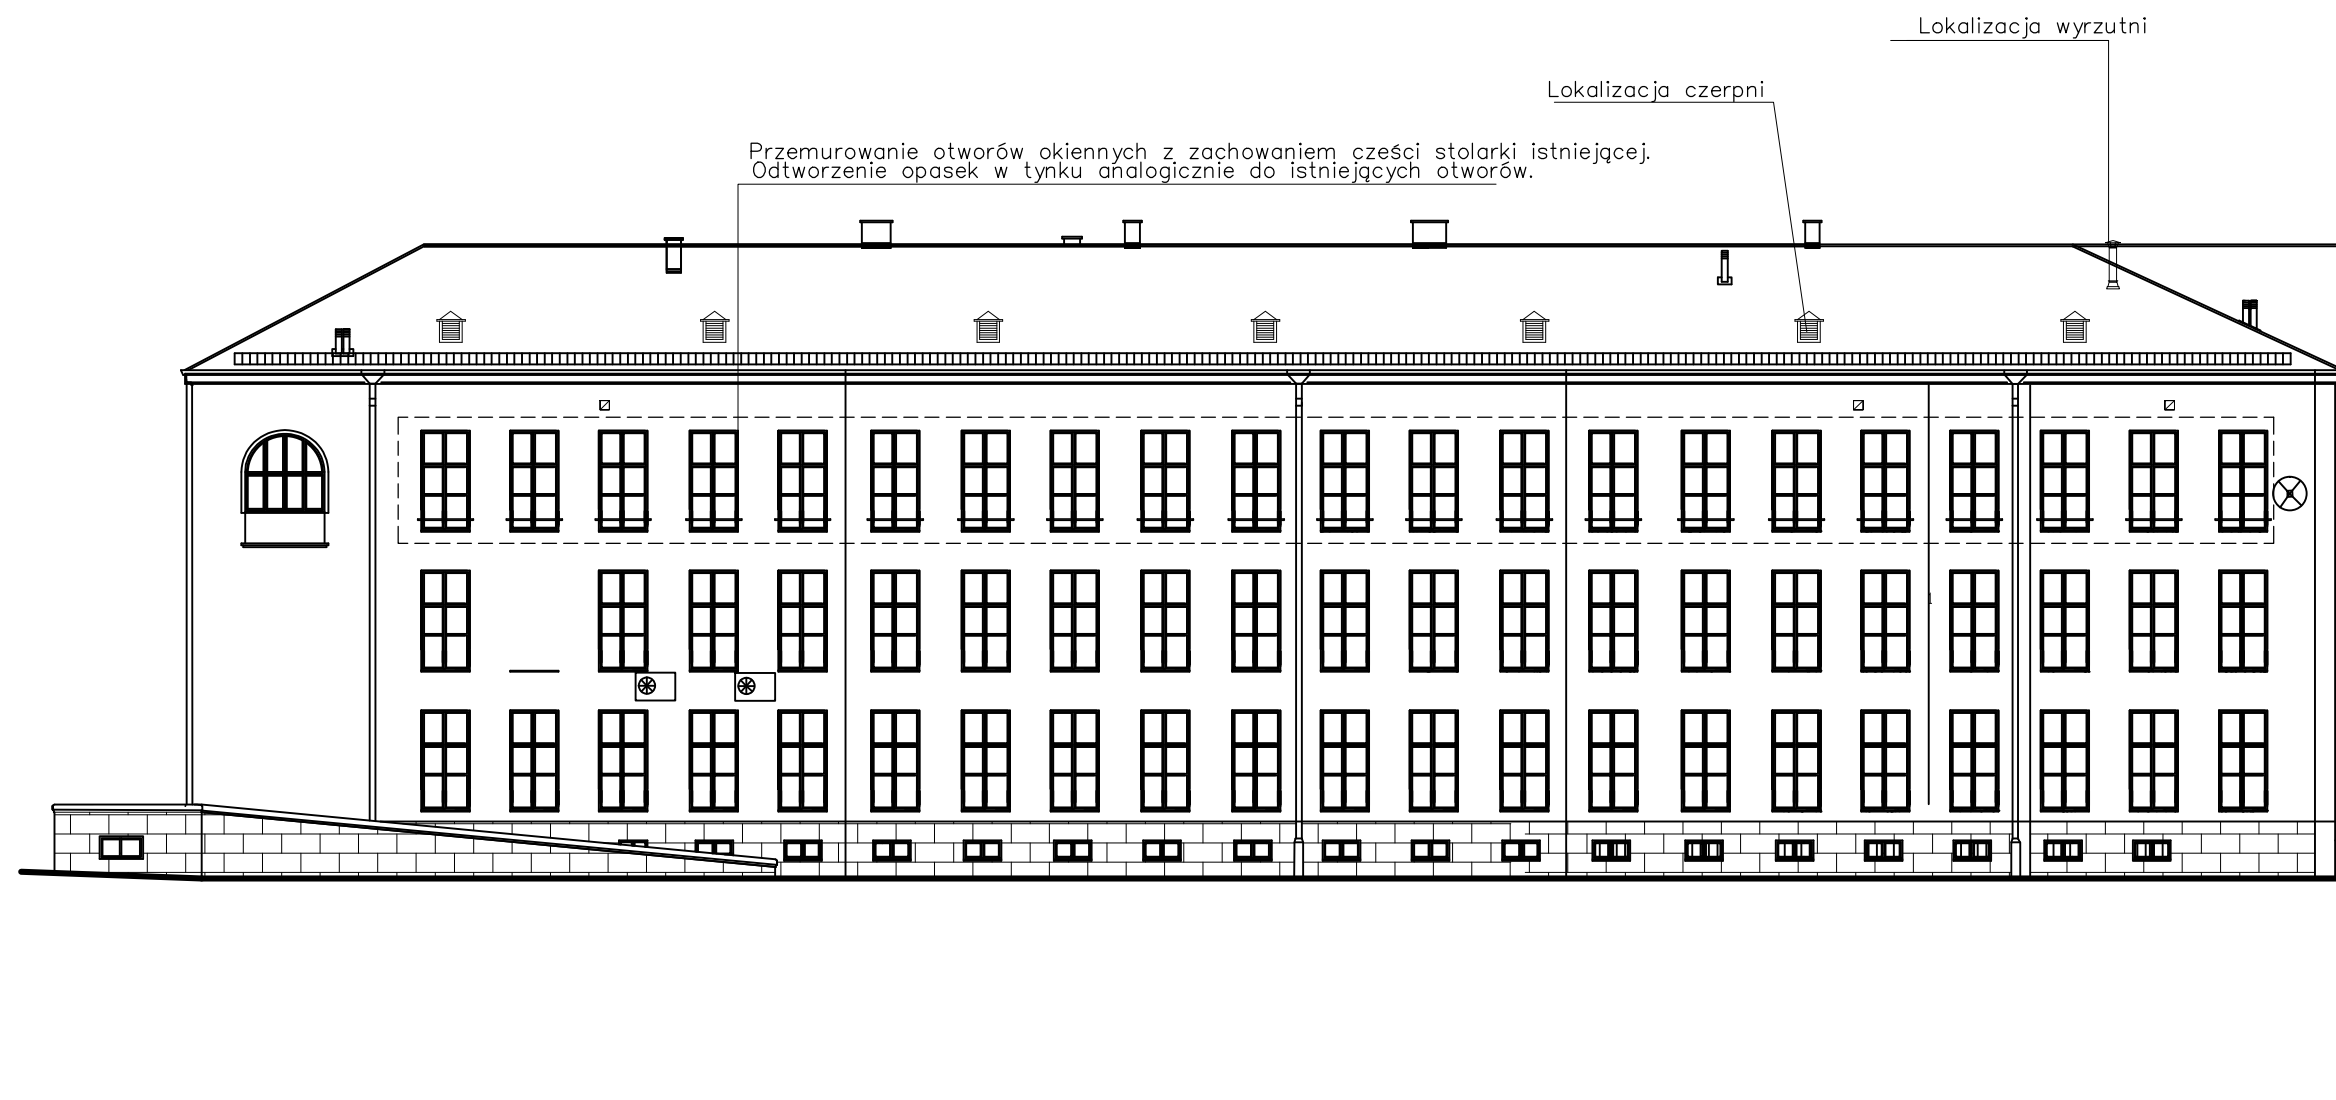 Lokalizacja wyrzutni
Lokalizacja czerpni
Przemurowanie otworów okiennych z zachowaniem cześci stolarki istniejącej.
Odtworzenie opasek w tynku analogicznie do istniejących otworów.